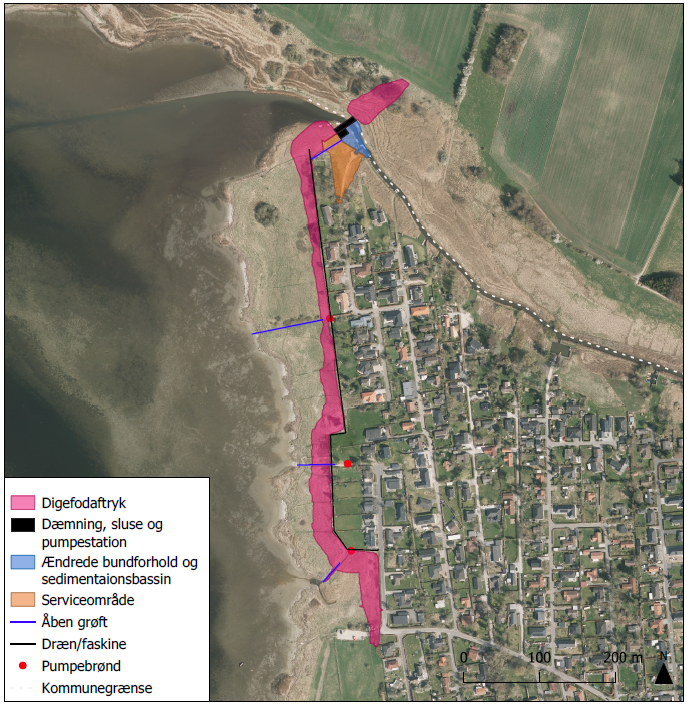 Digefodaftryk
Dæmning, sluse og
pumpestation
Ændrede bundforhold og
sedimentaionsbassin
Serviceområde
Åben grøft
Dræn/faskine
Pumpebrønd
Kommunegrænse
0 100 200 m
N